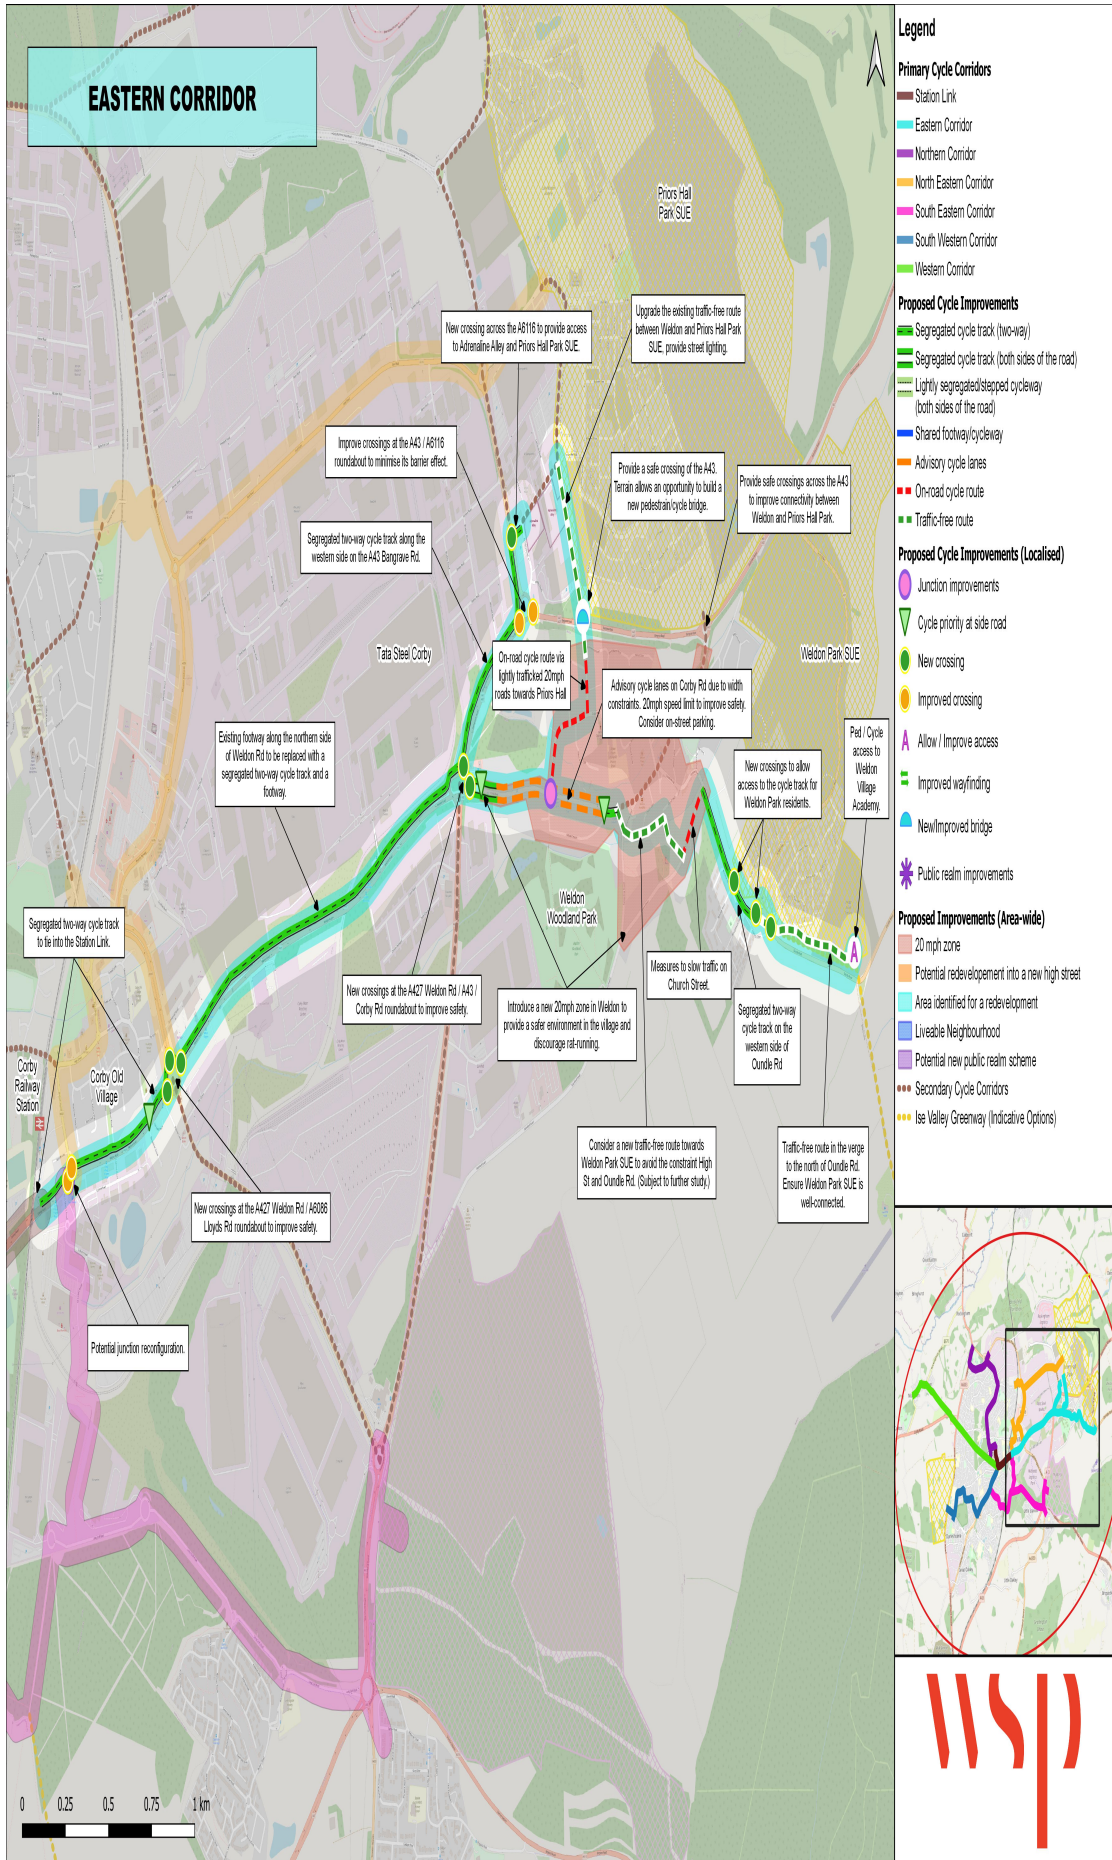 EASTERN CORRIDOR
Priors Hall
Park SUE
New crossing across the A6116 to provide access
to Adrenaline Alley and Priors Hall Park SUE.
Upgrade the existing traffic-free route
between Weldon and Priors Hall Park
SUE, provide street lighting.
Improve crossings at the A43 / A6116
roundabout to minimise its barrier effect.
Provide a safe crossing of the A43.
Terrain allows an opportunity to build a
new pedestrian/cycle bridge.
Provide safe crossings across the A43
to improve connectivity between
Weldon and Priors Hall Park.
Segregated two-way cycle track along the
western side on the A43 Bangrave Rd.
Tata Steel Corby
On-road cycle route via
lightly trafficked 20mph
roads towards Priors Hall
Weldon Park SUE
Advisory cycle lanes on Corby Rd due to width
constraints. 20mph speed limit to improve safety.
Consider on-street parking.
Existing footway along the northern side
of Weldon Rd to be replaced with a
segregated two-way cycle track and a
footway.
New crossings to allow
access to the cycle track for
Weldon Park residents.
Ped / Cycle
access to
Weldon
Village
Academy.
Weldon
Woodland Park
Segregated two-way cycle track
to tie into the Station Link.
New crossings at the A427 Weldon Rd / A43 /
Corby Rd roundabout to improve safety.
Introduce a new 20mph zone in Weldon to
provide a safer environment in the village and
discourage rat-running.
Measures to slow traffic on
Church Street.
Segregated two-way
cycle track on the
western side of
Oundle Rd
A
Corby
Railway
Station
Corby Old
Village
Consider a new traffic-free route towards
Weldon Park SUE to avoid the constraint High
St and Oundle Rd. (Subject to further study.)
Traffic-free route in the verge
to the north of Oundle Rd.
Ensure Weldon Park SUE is
well-connected.
New crossings at the A427 Weldon Rd / A6086
Lloyds Rd roundabout to improve safety.
Potential junction reconfiguration.
0 0.25 0.5 0.75 1 km
Legend
Primary Cycle Corridors
Station Link
Eastern Corridor
Northern Corridor
North Eastern Corridor
South Eastern Corridor
South Western Corridor
Western Corridor
Proposed Cycle Improvements
Segregated cycle track (two-way)
Segregated cycle track (both sides of the road)
Lightly segregated/stepped cycleway
(both sides of the road)
Shared footway/cycleway
Advisory cycle lanes
On-road cycle route
Traffic-free route
Proposed Cycle Improvements (Localised)
Junction improvements
Cycle priority at side road
New crossing
Improved crossing
A Allow / Improve access
Improved wayfinding
New/Improved bridge
Public realm improvements
Proposed Improvements (Area-wide)
20 mph zone
Potential redevelopement into a new high street
Area identified for a redevelopment
Liveable Neighbourhood
Potential new public realm scheme
Secondary Cycle Corridors
Ise Valley Greenway (Indicative Options)
wsp